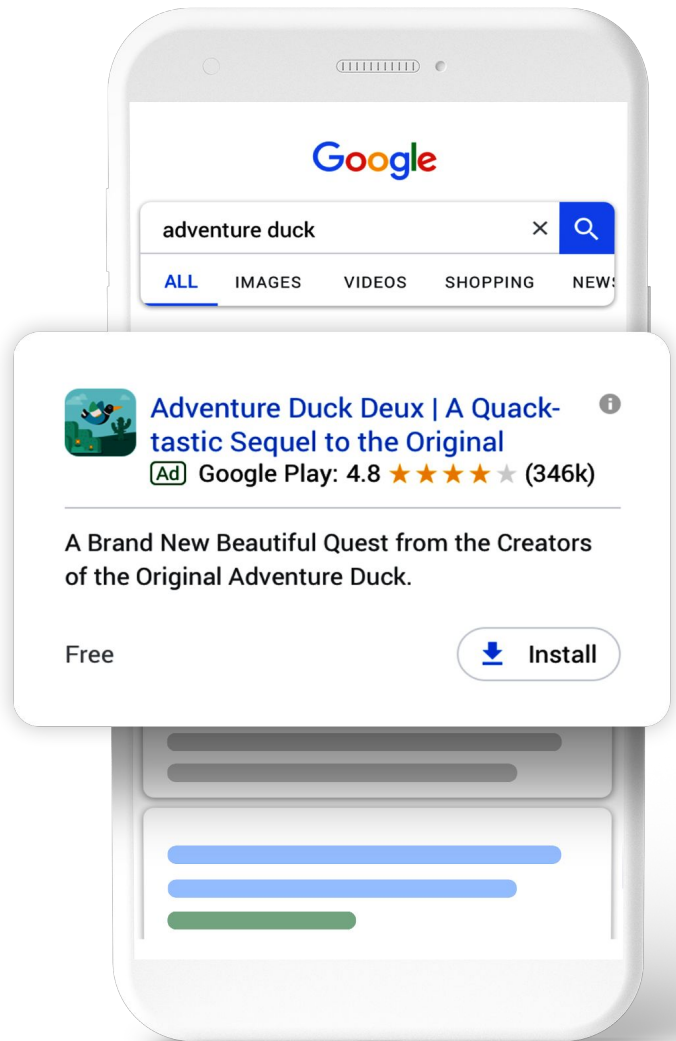 Google
adventure duck
ALL IMAGES VIDEOS SHOPPING NEWS
Adventure Duck Deux | A Quack-
tastic Sequel to the Original
Ad Google Play: 4.8 (346k)
A Brand New Beautiful Quest from the Creators
of the Original Adventure Duck.
Free Install